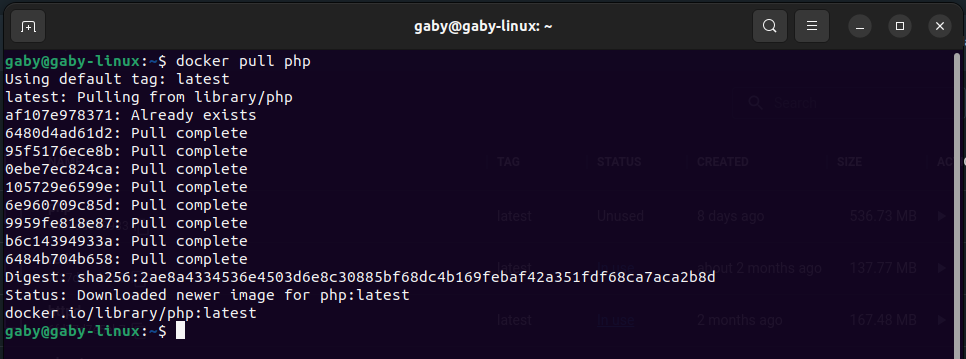 gaby@gaby-linux: ~
gaby@gaby-linux:~$ docker pull php
Using default tag: latest
latest: Pulling from library/php
af107e978371: Already exists
6480d4ad61d2: Pull complete
95f5176ece8b: Pull complete
0ebe7ec824ca: Pull complete
105729e6599e: Pull complete
6e960709c85d: Pull complete
9959fe818e87: Pull complete
b6c14394933a: Pull complete
6484b704b658: Pull complete
Digest: sha256:2ae8a4334536e4503d6e8c30885bf68dc4b169febaf42a351fdf68ca7aca2b8d
Status: Downloaded newer image for php:latest
docker.io/library/php:latest
gaby@gaby-linux:~$
Search
TAG STATUS CREATED SIZE
latest Unused 8 days ago 536.73 MB
latest about 2 months ago 137.77 MB
latest 2 months ago 167.48 MB